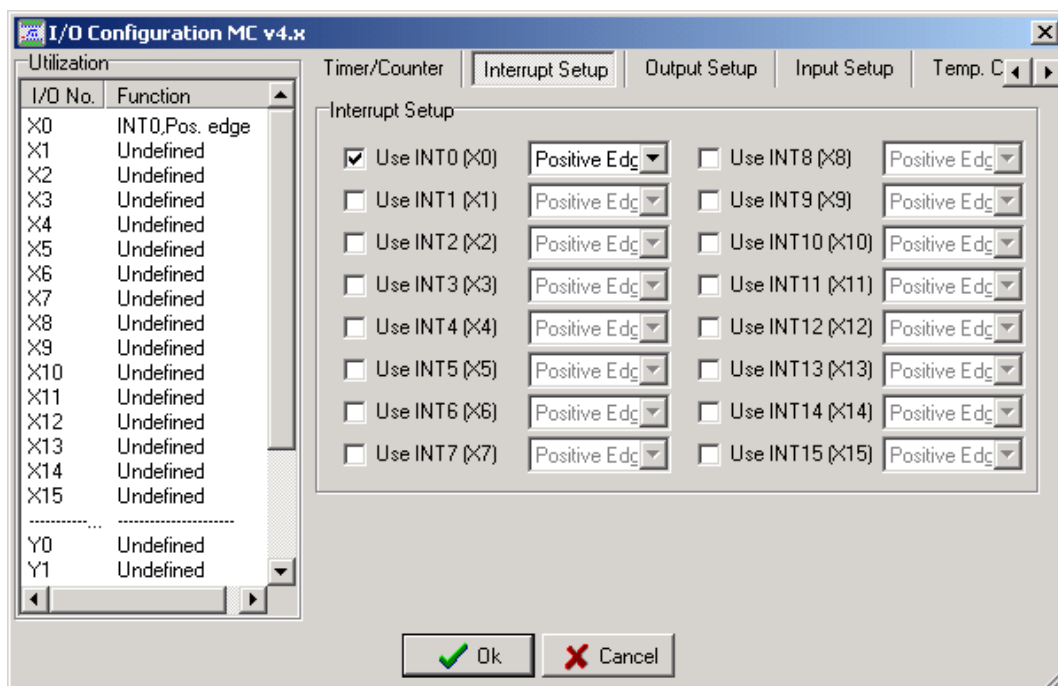 I/O Configuration MC v4.x
Utilization
I/O No. Function
X0 INT0,Pos. edge
X1 Undefined
X2 Undefined
X3 Undefined
X4 Undefined
X5 Undefined
X6 Undefined
X7 Undefined
X8 Undefined
X9 Undefined
X10 Undefined
X11 Undefined
X12 Undefined
X13 Undefined
X14 Undefined
X15 Undefined
-----------... ----------------------
Y0 Undefined
Y1 Undefined
Timer/Counter Interrupt Setup Output Setup Input Setup Temp. C
Interrupt Setup
Use INT0 (X0) Positive Edg Use INT8 (X8) Positive Edg
Use INT1 (X1) Positive Edg Use INT9 (X9) Positive Edg
Use INT2 (X2) Positive Edg Use INT10 (X10) Positive Edg
Use INT3 (X3) Positive Edg Use INT11 (X11) Positive Edg
Use INT4 (X4) Positive Edg Use INT12 (X12) Positive Edg
Use INT5 (X5) Positive Edg Use INT13 (X13) Positive Edg
Use INT6 (X6) Positive Edg Use INT14 (X14) Positive Edg
Use INT7 (X7) Positive Edg Use INT15 (X15) Positive Edg
Ok Cancel